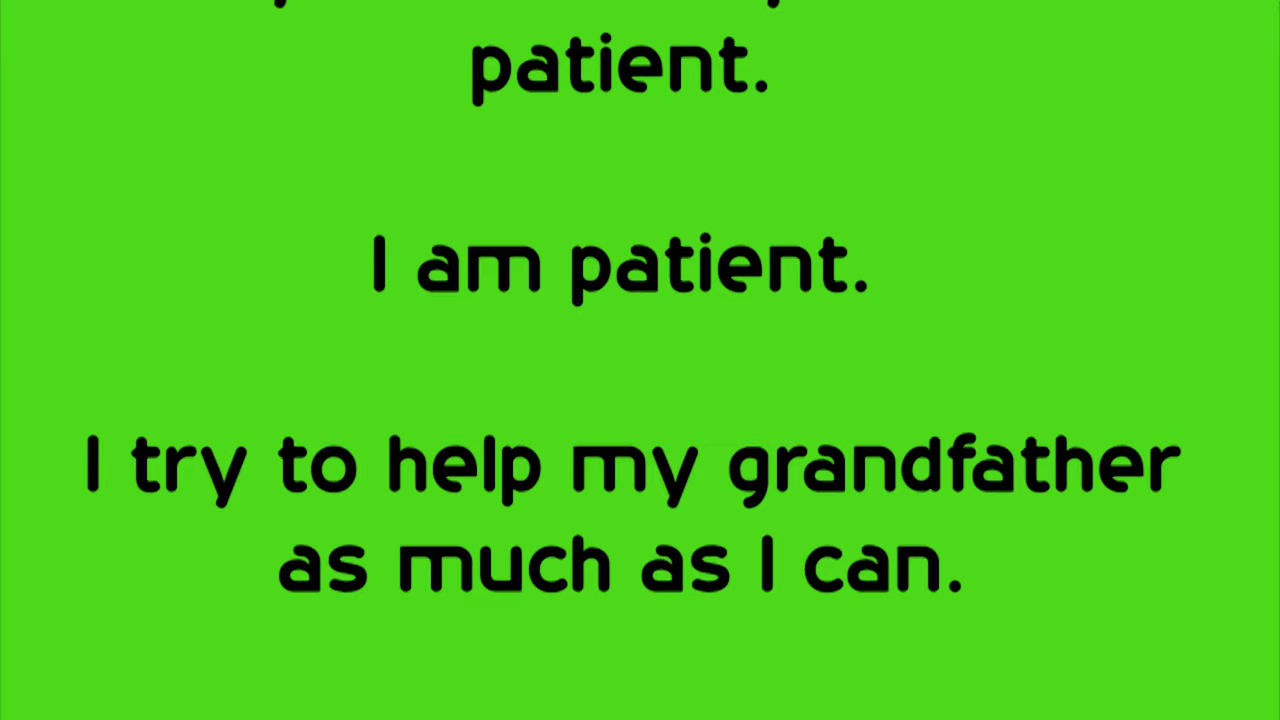 patient.
I am patient.
I try to help my grandfather
as much as I can.